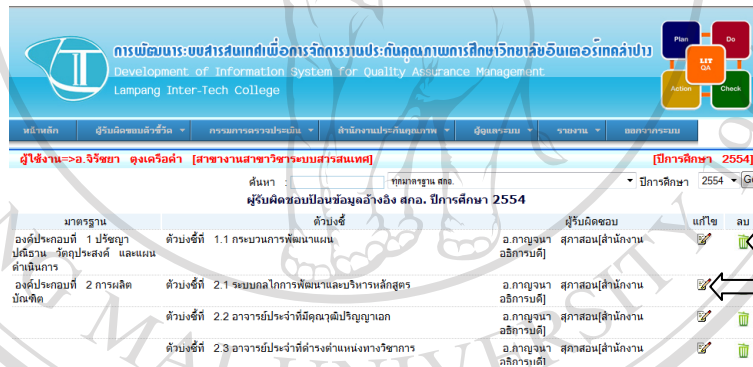 การพัฒนาระบบสารสนเทศเพื่อการจัดการงานประกันคุณภาพการศึกษาวิทยาลัยอินเตอร์เทคลำปาง
Development of Information System for Quality Assurance Management
Lampang Inter-Tech College
Plan
Do
LIT
QA
Action
Check
หน้าหลัก ผู้รับผิดชอบตัวชี้วัด กรรมการตรวจประเมิน สำนักงานประกันคุณภาพ ผู้ดูแลระบบ รายงาน ออกจากระบบ
ผู้ใช้งาน=>อ.จิรัชยา ตุงเครือคำ [สาขางานสาขาวิชาระบบสารสนเทศ] [ปีการศึกษา 2554]
ค้นหา : ทุกมาตรฐาน สกอ. ปีการศึกษา 2554
ผู้รับผิดชอบป้อนข้อมูลอ้างอิง สกอ. ปีการศึกษา 2554
มาตรฐาน ตัวบ่งชี้ ผู้รับผิดชอบ แก้ไข ลบ
องค์ประกอบที่ 1 ปรัชญา ตัวบ่งชี้ที่ 1.1 กระบวนการพัฒนาแผน อ.กาญจนา สุภาสอน[สำนักงาน
ปณิธาน วัตถุประสงค์ และแผน อธิการบดี]
ดำเนินการ
องค์ประกอบที่ 2 การผลิต ตัวบ่งชี้ที่ 2.1 ระบบกลไกการพัฒนาและบริหารหลักสูตร อ.กาญจนา สุภาสอน[สำนักงาน
บัณฑิต อธิการบดี]
ตัวบ่งชี้ที่ 2.2 อาจารย์ประจำที่มีคุณวุฒิปริญญาเอก อ.กาญจนา สุภาสอน[สำนักงาน
อธิการบดี]
ตัวบ่งชี้ที่ 2.3 อาจารย์ประจำที่ดำรงตำแหน่งทางวิชาการ อ.กาญจนา สุภาสอน[สำนักงาน
อธิการบดี]